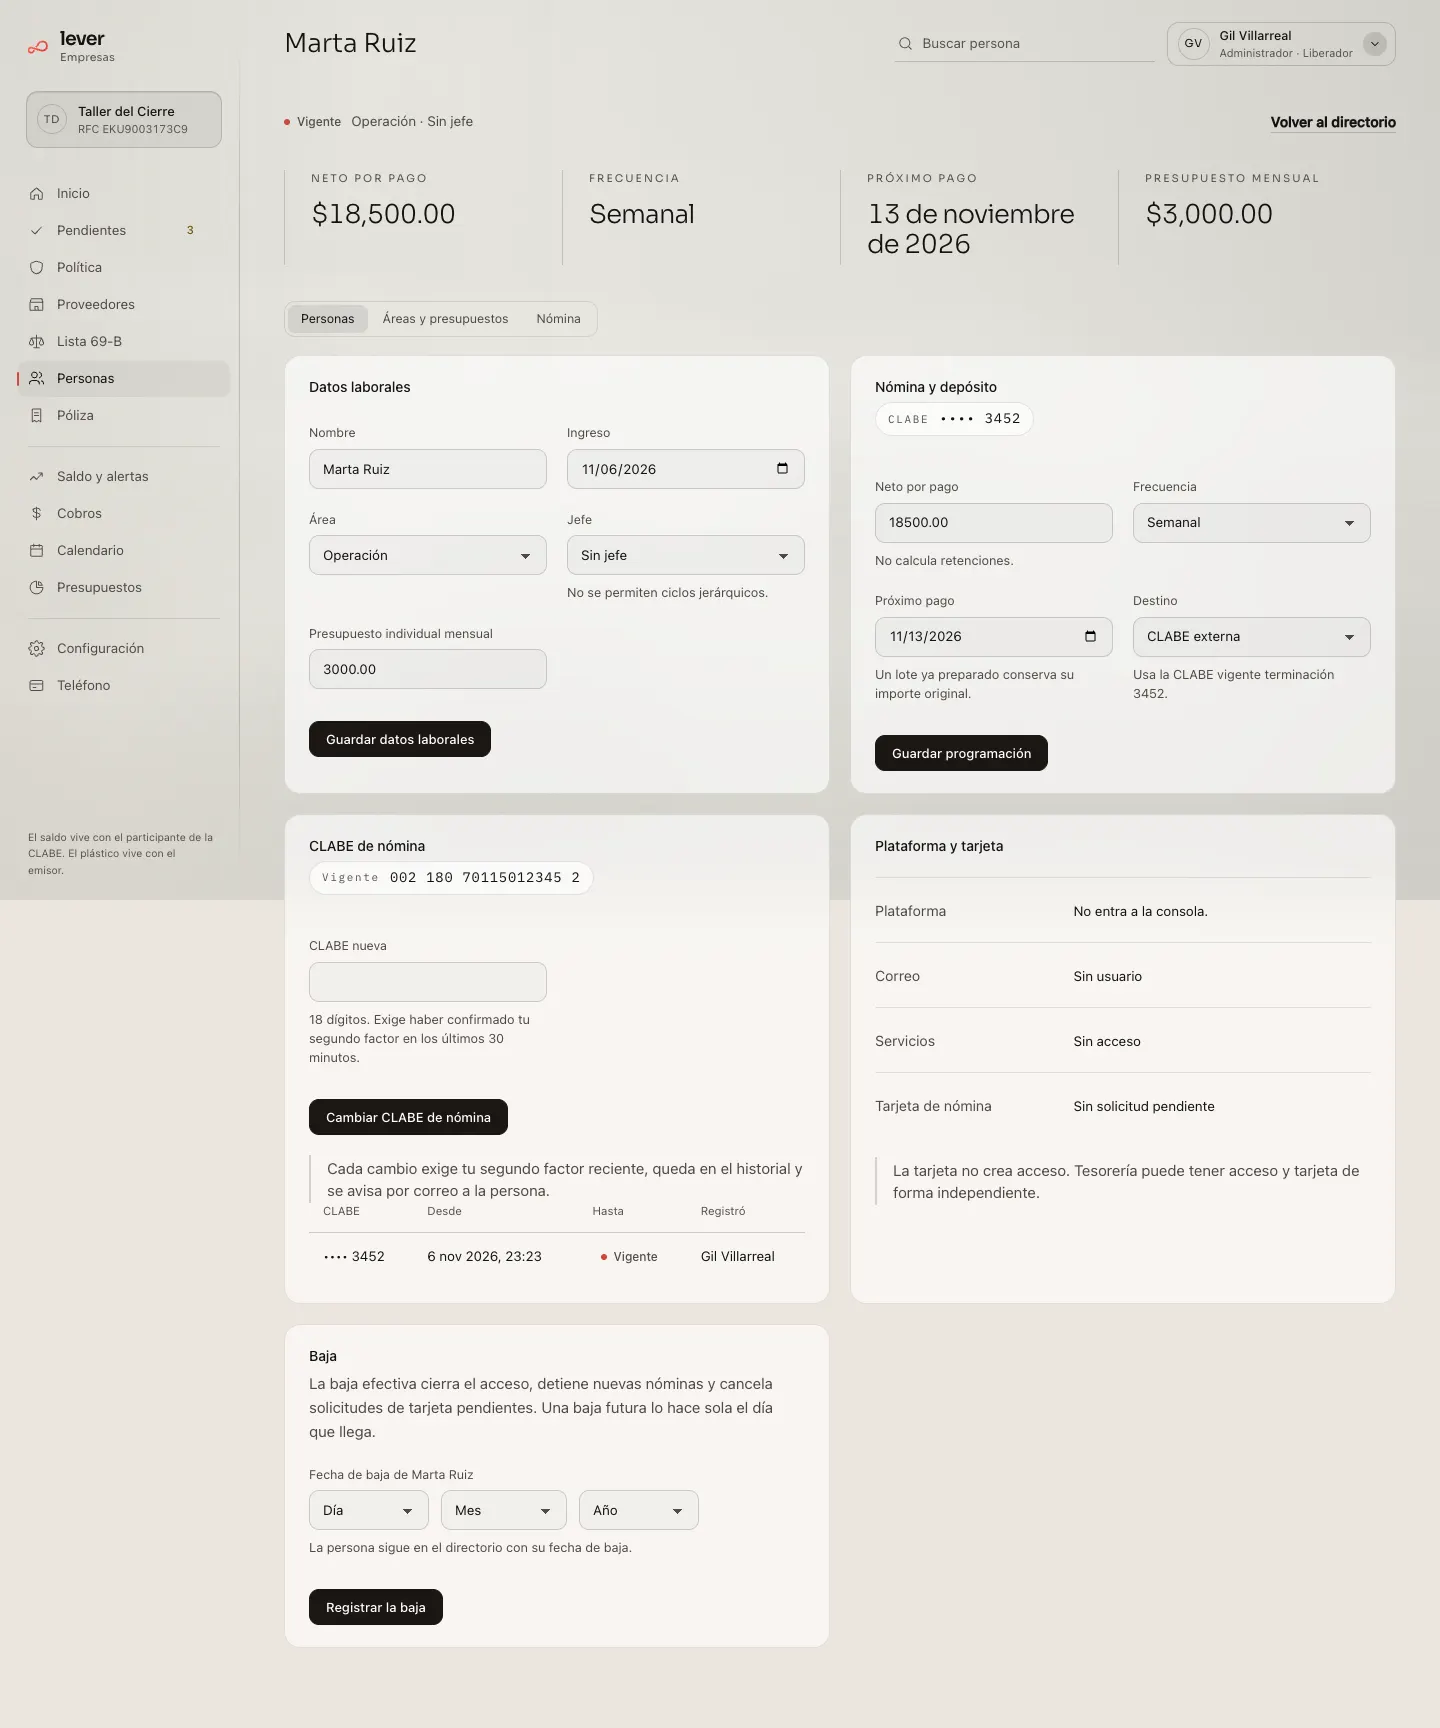 lever
Empresas
TD
Taller del Cierre
RFC EKU9003173C9
Inicio
Pendientes 3
Política
Proveedores
Lista 69-B
Personas
Póliza
Saldo y alertas
Cobros
Calendario
Presupuestos
Configuración
Teléfono
El saldo vive con el participante de la
CLABE. El plástico vive con el
emisor.
Marta Ruiz
Buscar persona
GV
Gil Villarreal
Administrador · Liberador
Vigente Operación · Sin jefe
Volver al directorio
NETO POR PAGO
$18,500.00
FRECUENCIA
Semanal
PRÓXIMO PAGO
13 de noviembre
de 2026
PRESUPUESTO MENSUAL
$3,000.00
Personas Áreas y presupuestos Nómina
Datos laborales
Nombre
Marta Ruiz
Ingreso
11/06/2026
Área
Operación
Jefe
Sin jefe
No se permiten ciclos jerárquicos.
Presupuesto individual mensual
3000.00
Guardar datos laborales
Nómina y depósito
CLABE •••• 3452
Neto por pago
18500.00
No calcula retenciones.
Frecuencia
Semanal
Próximo pago
11/13/2026
Un lote ya preparado conserva su
importe original.
Destino
CLABE externa
Usa la CLABE vigente terminación
3452.
Guardar programación
CLABE de nómina
Vigente 002 180 70115012345 2
CLABE nueva
18 dígitos. Exige haber confirmado tu
segundo factor en los últimos 30
minutos.
Cambiar CLABE de nómina
Cada cambio exige tu segundo factor reciente, queda en el historial y
se avisa por correo a la persona.
CLABE Desde Hasta Registró
•••• 3452 6 nov 2026, 23:23 Vigente Gil Villarreal
Plataforma y tarjeta
Plataforma No entra a la consola.
Correo Sin usuario
Servicios Sin acceso
Tarjeta de nómina Sin solicitud pendiente
La tarjeta no crea acceso. Tesorería puede tener acceso y tarjeta de
forma independiente.
Baja
La baja efectiva cierra el acceso, detiene nuevas nóminas y cancela
solicitudes de tarjeta pendientes. Una baja futura lo hace sola el día
que llega.
Fecha de baja de Marta Ruiz
Día Mes Año
La persona sigue en el directorio con su fecha de baja.
Registrar la baja